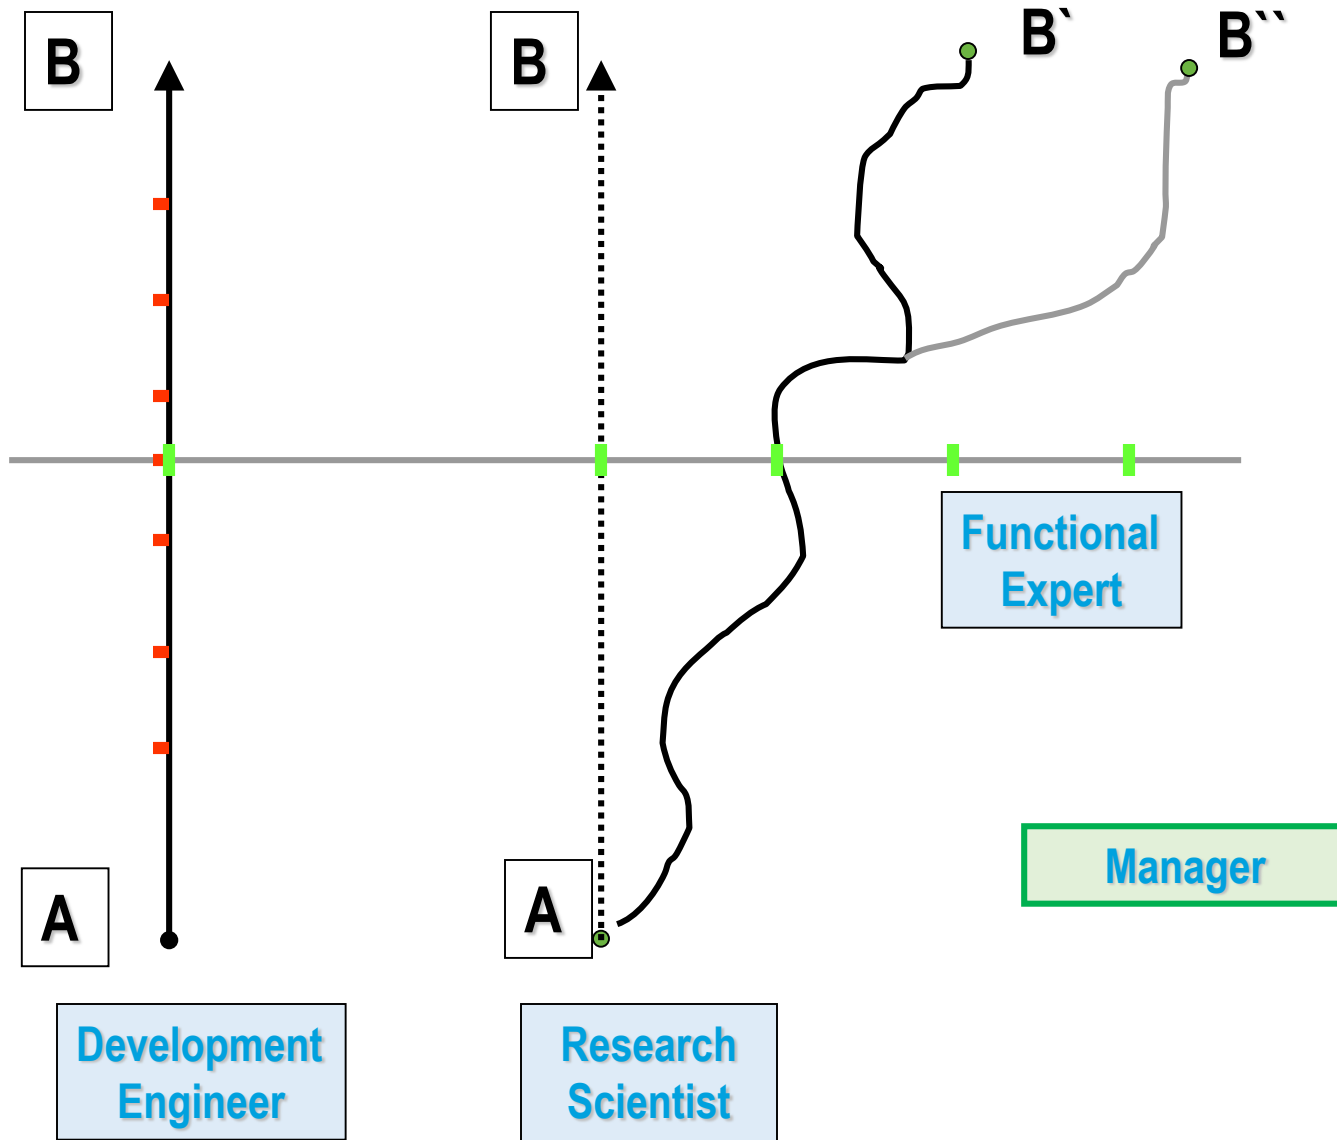 B
B
B`
B``
Functional
Expert
Manager
A
A
Development
Engineer
Research
Scientist